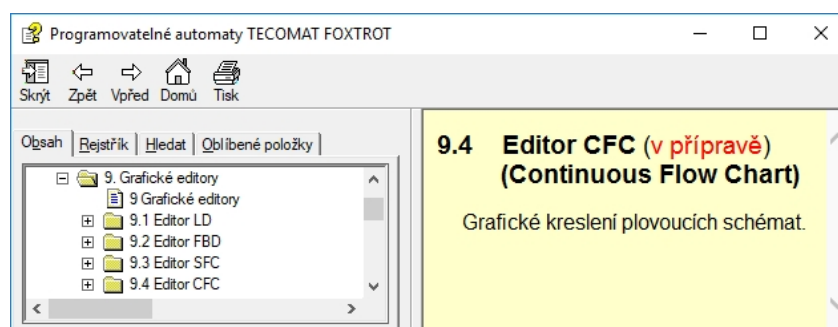 Programovatelné automaty TECOMAT FOXTROT
Skrýt Zpět Vpřed Domů Tisk
Obsah Rejstřík Hledat Oblíbené položky
9. Grafické editory
9 Grafické editory
9.1 Editor LD
9.2 Editor FBD
9.3 Editor SFC
9.4 Editor CFC
9.4 Editor CFC (v přípravě)
(Continuous Flow Chart)
Grafické kreslení plovoucích schémat.